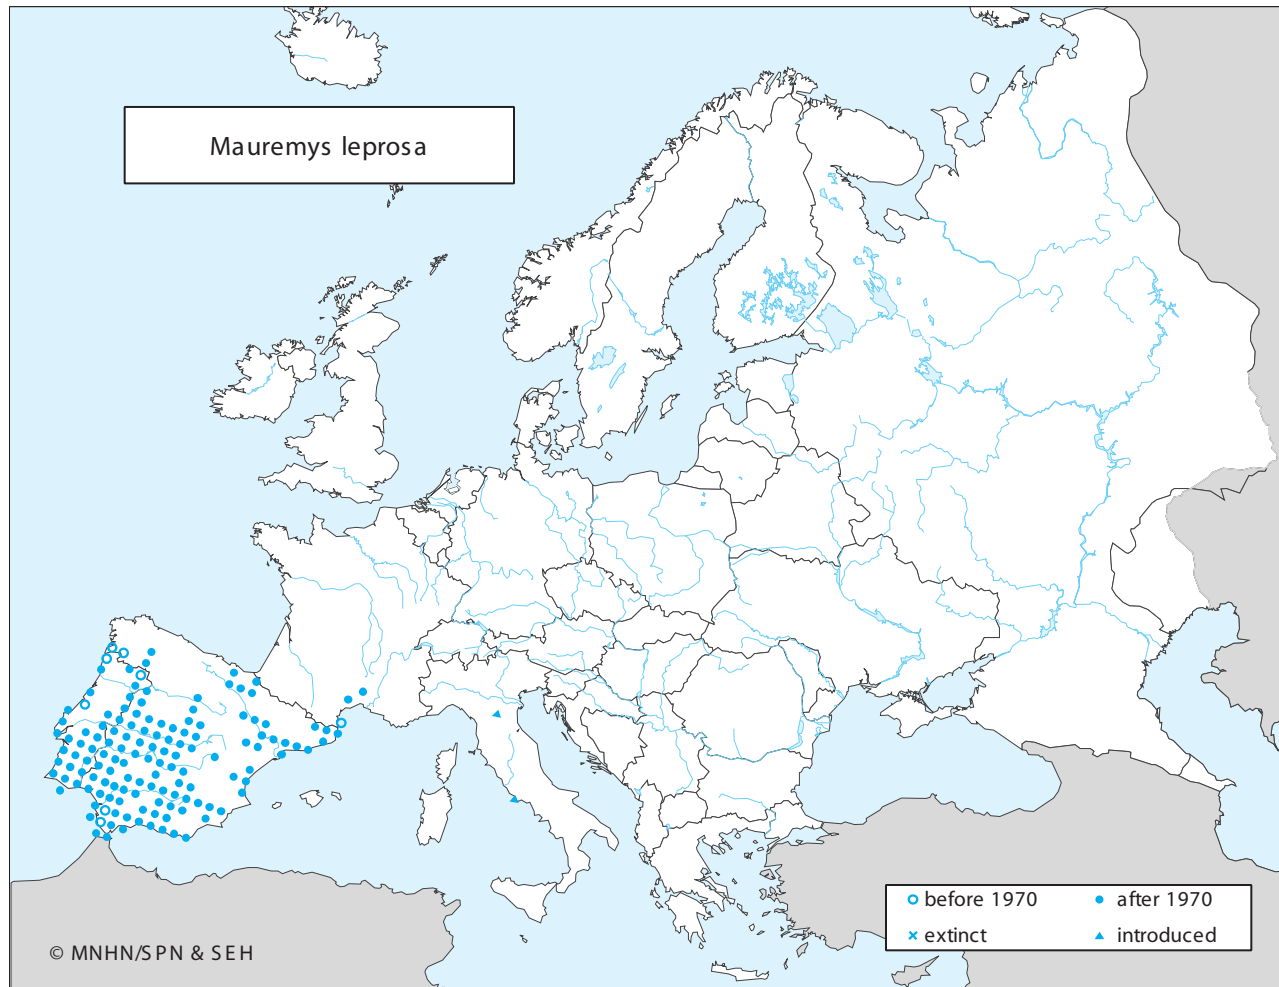 Mauremys leprosa
before 1970
after 1970
extinct
introduced
© MNHN/SPN & SEH